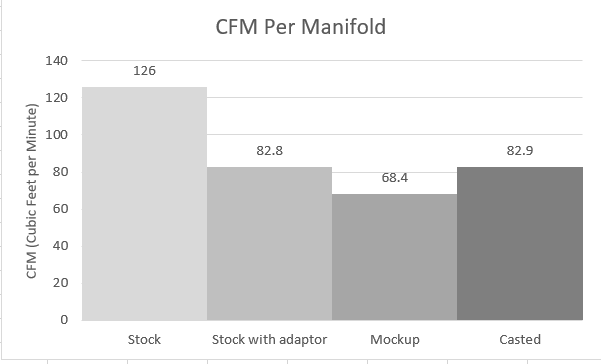 CFM Per Manifold
CFM (Cubic Feet per Minute)
140
120
100
80
60
40
20
0
126
82.8
68.4
82.9
Stock
Stock with adaptor
Mockup
Casted